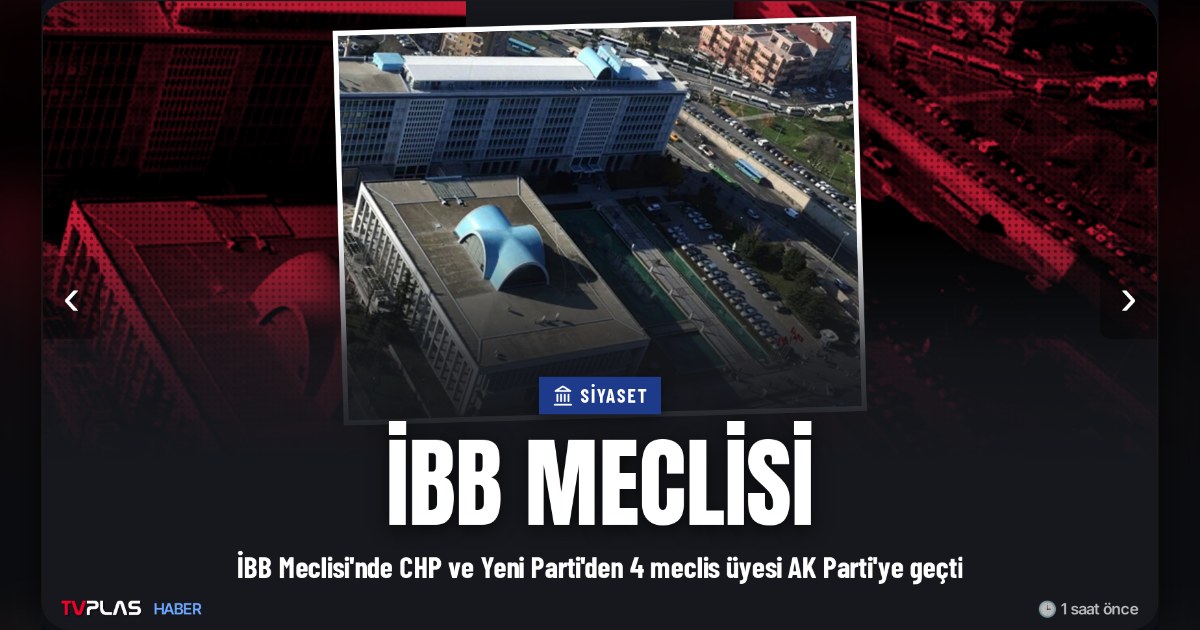 SİYASET
İBB MECLİSİ
İBB Meclisi'nde CHP ve Yeni Parti'den 4 meclis üyesi AK Parti'ye geçti
TVPLAS HABER
1 saat önce